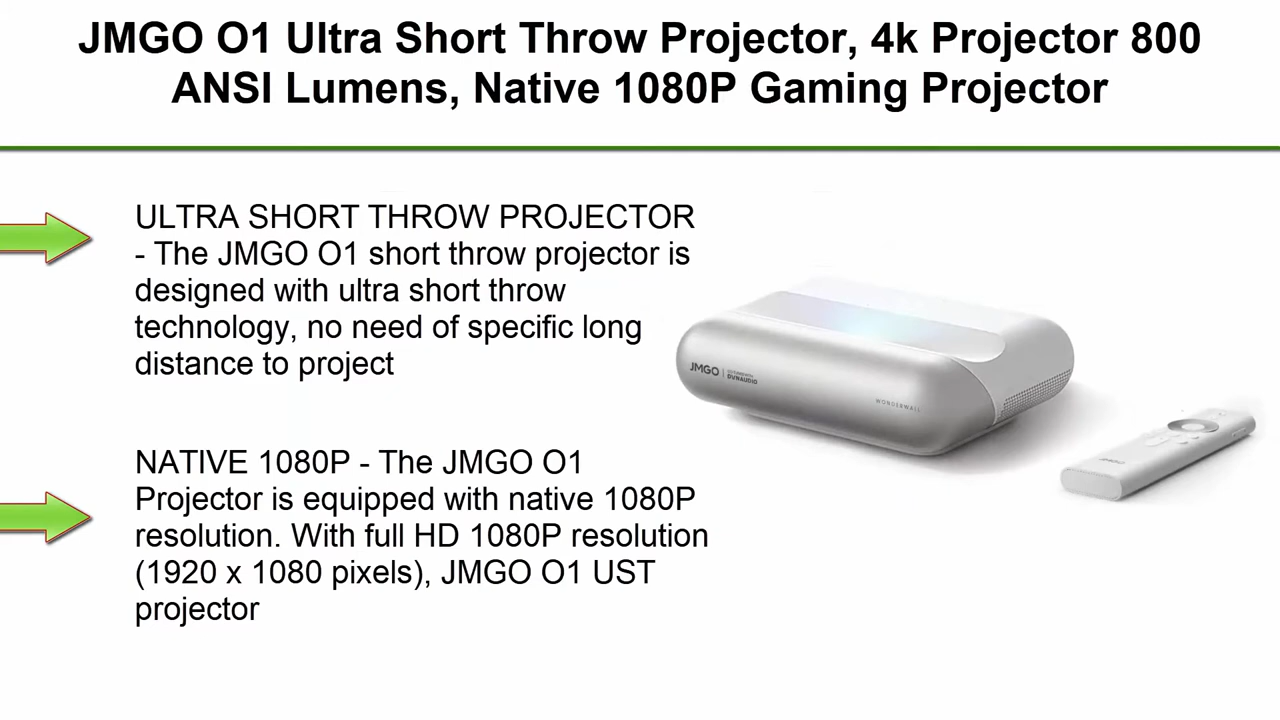 JMGO O1 Ultra Short Throw Projector, 4k Projector 800
ANSI Lumens, Native 1080P Gaming Projector
ULTRA SHORT THROW PROJECTOR
- The JMGO O1 short throw projector is
designed with ultra short throw
technology, no need of specific long
distance to project
NATIVE 1080P - The JMGO O1
Projector is equipped with native 1080P
resolution. With full HD 1080P resolution
(1920 x 1080 pixels), JMGO O1 UST
projector
JMGO
DYNAUDIO
WONDERWALL
JMGO